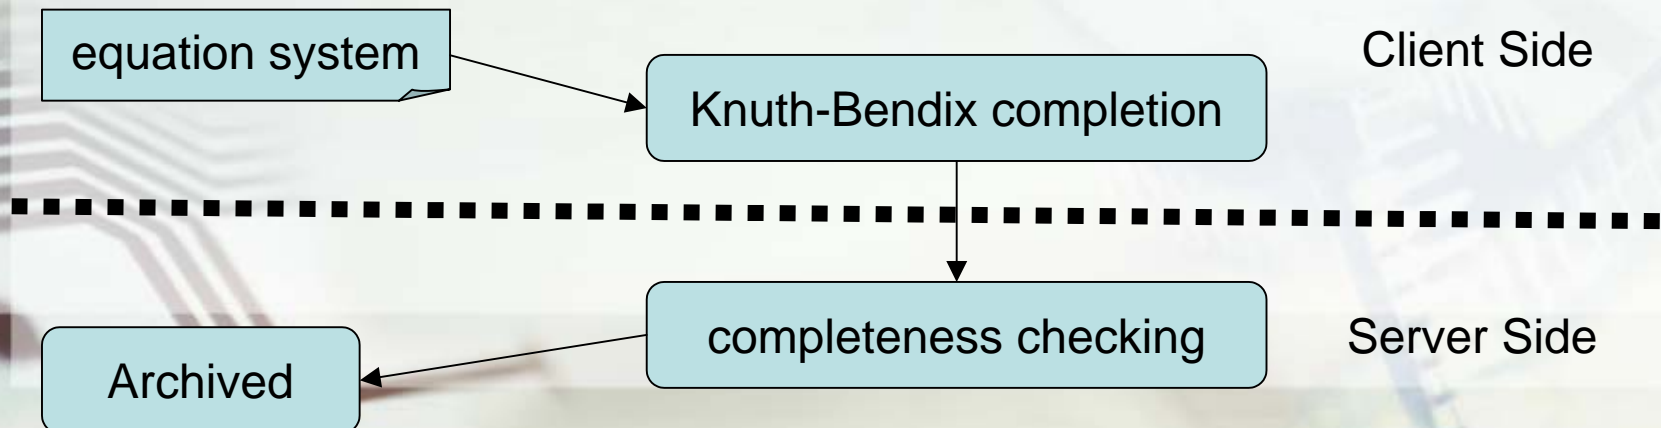 equation system
Client Side
Knuth-Bendix completion
completeness checking
Server Side
Archived